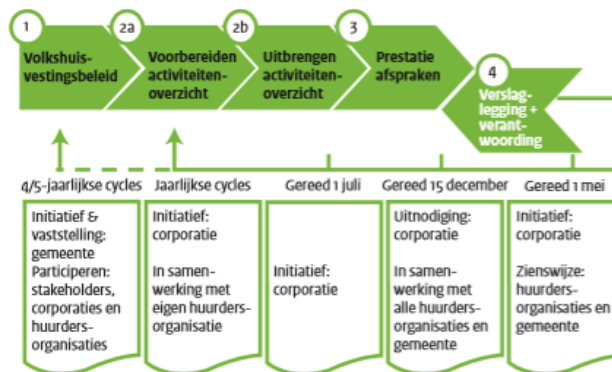 1
Volkshuis-
vestingsbeleid
2a
Voorbereiden
activiteiten-
overzicht
2b
Uitbrengen
activiteiten-
overzicht
3
Prestatie
afspraken
4
Verslag-
legging +
verant-
woording
4/5-jaarlijkse cycles
Initiatief &
vaststelling:
gemeente
Participeren:
stakeholders,
corporaties en
huurders-
organisaties
Jaarlijkse cycles
Initiatief:
corporatie
In samen-
werking met
eigen huurders-
organisatie
Gereed 1 juli
Initiatief:
corporatie
Gereed 15 december
Uitnodiging:
corporatie
In samen-
werking met
alle huurders-
organisaties en
gemeente
Gereed 1 mei
Initiatief:
corporatie
Zienswijze:
huurders-
organisaties en
gemeente